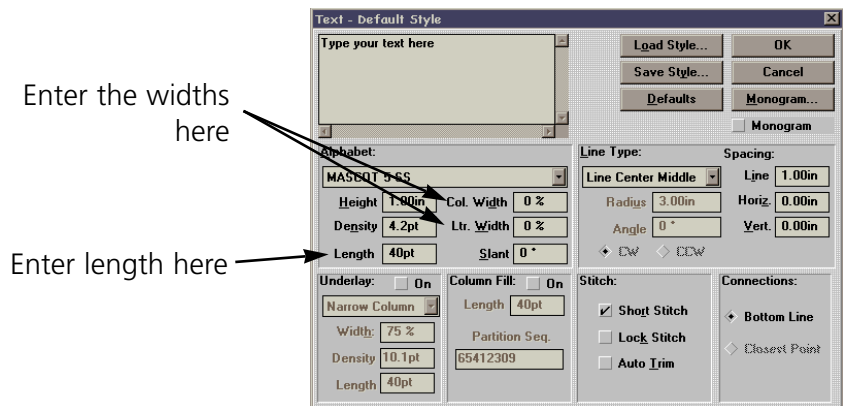 Text - Default Style
Type your text here
Load Style...
OK
Save Style...
Cancel
Defaults
Monogram...
Monogram
Enter the widths
here
Enter length here
Alphabet:
MASCOT 5 SS
Height 1.00in Col. Width 0 %
Density 4.2pt Ltr. Width 0 %
Length 40pt Slant 0 °
Line Type:
Line Center Middle
Radius 3.00in
Angle 0 °
CW CCW
Spacing:
Line 1.00in
Horiz. 0.00in
Vert. 0.00in
Underlay: On
Narrow Column
Width: 75 %
Density 10.1pt
Length 40pt
Column Fill: On
Length 40pt
Partition Seq.
65412309
Stitch:
Short Stitch
Lock Stitch
Auto Trim
Connections:
Bottom Line
Closest Point